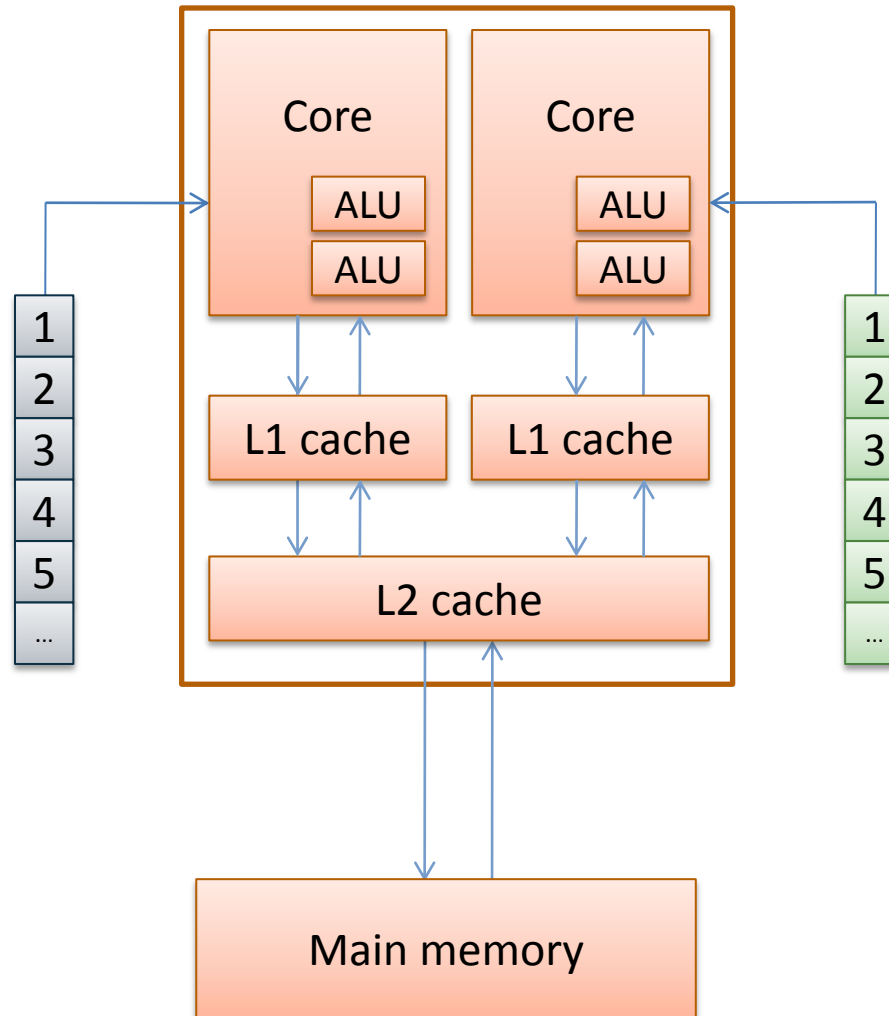 Core
Core
ALU
ALU
ALU
ALU
1
2
3
4
5
...
1
2
3
4
5
...
L1 cache
L1 cache
L2 cache
Main memory